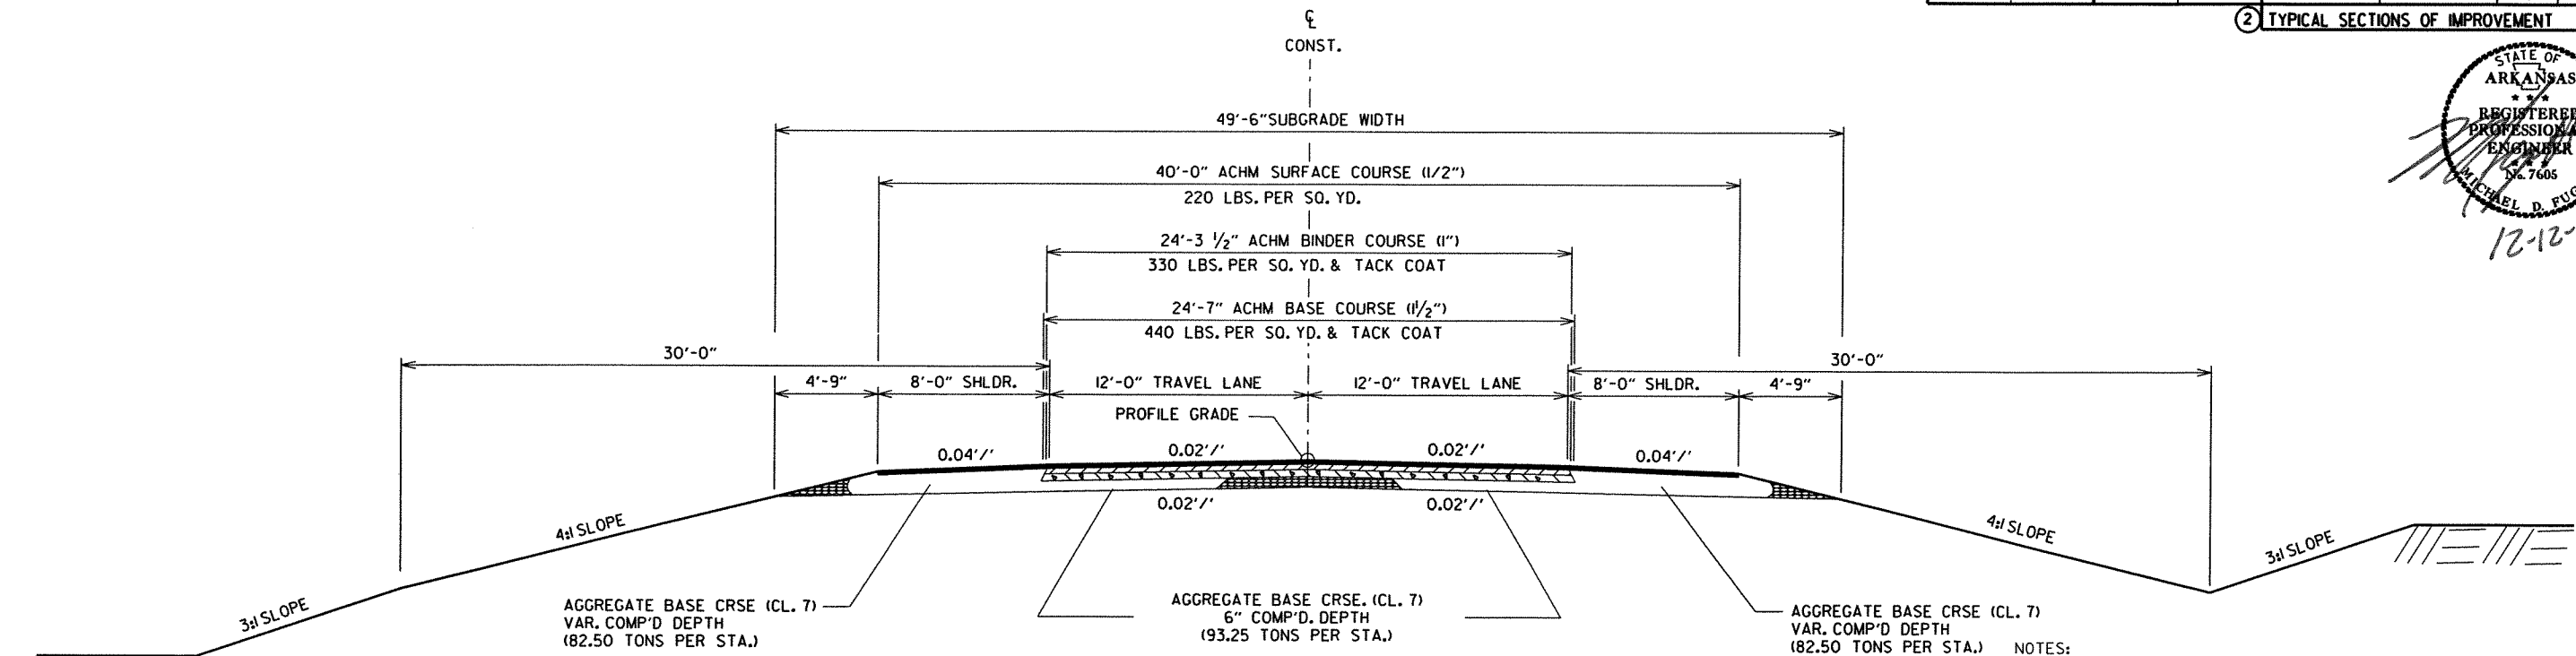 2 TYPICAL SECTIONS OF IMPROVEMENT
STATE OF
ARKANSAS
REGISTERED
PROFESSIONAL
ENGINEER
No. 7605
MICHAEL D.
12-12-
℄
CONST.
49'-6" SUBGRADE WIDTH
40'-0" ACHM SURFACE COURSE (1/2")
220 LBS. PER SQ. YD.
24'-3 1/2" ACHM BINDER COURSE (1")
330 LBS. PER SQ. YD. & TACK COAT
24'-7" ACHM BASE COURSE (1 1/2")
440 LBS. PER SQ. YD. & TACK COAT
30'-0" 30'-0"
4'-9" 8'-0" SHLDR. 12'-0" TRAVEL LANE 12'-0" TRAVEL LANE 8'-0" SHLDR. 4'-9"
PROFILE GRADE
0.04'/' 0.02'/' 0.02'/' 0.04'/'
0.02'/' 0.02'/'
4:1 SLOPE 4:1 SLOPE
3:1 SLOPE 3:1 SLOPE
AGGREGATE BASE CRSE (CL. 7)
VAR. COMP'D DEPTH
(82.50 TONS PER STA.)
AGGREGATE BASE CRSE. (CL. 7)
6" COMP'D. DEPTH
(93.25 TONS PER STA.)
AGGREGATE BASE CRSE (CL. 7)
VAR. COMP'D DEPTH
(82.50 TONS PER STA.)
NOTES: